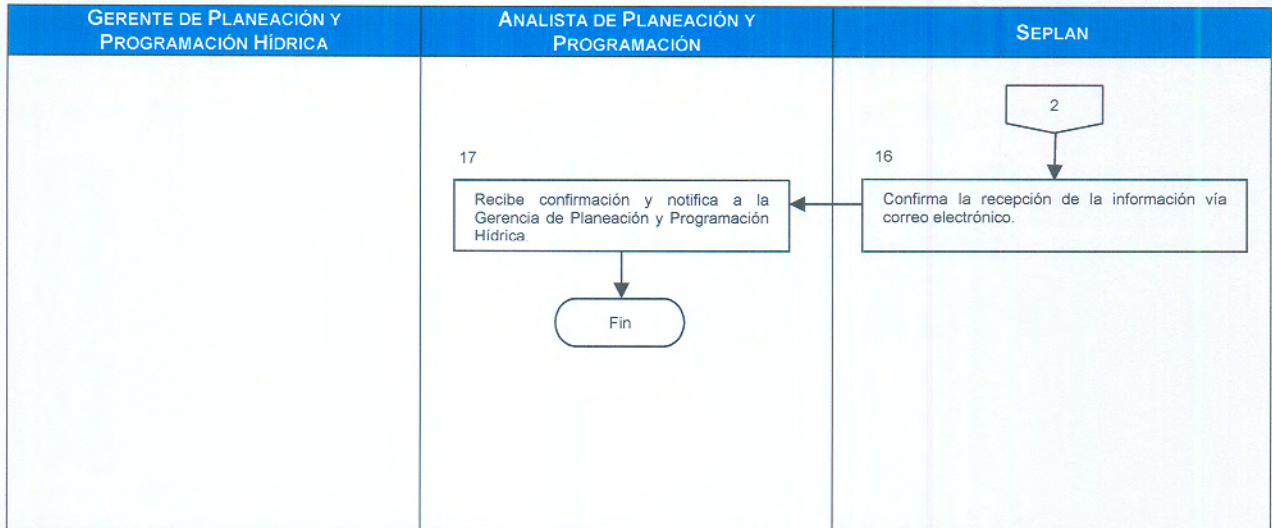 GERENTE DE PLANEACIÓN Y
PROGRAMACIÓN HÍDRICA
ANALISTA DE PLANEACIÓN Y
PROGRAMACIÓN
SEPLAN
2
17
16
Recibe confirmación y notifica a la
Gerencia de Planeación y Programación
Hídrica.
Confirma la recepción de la información vía
correo electrónico.
Fin